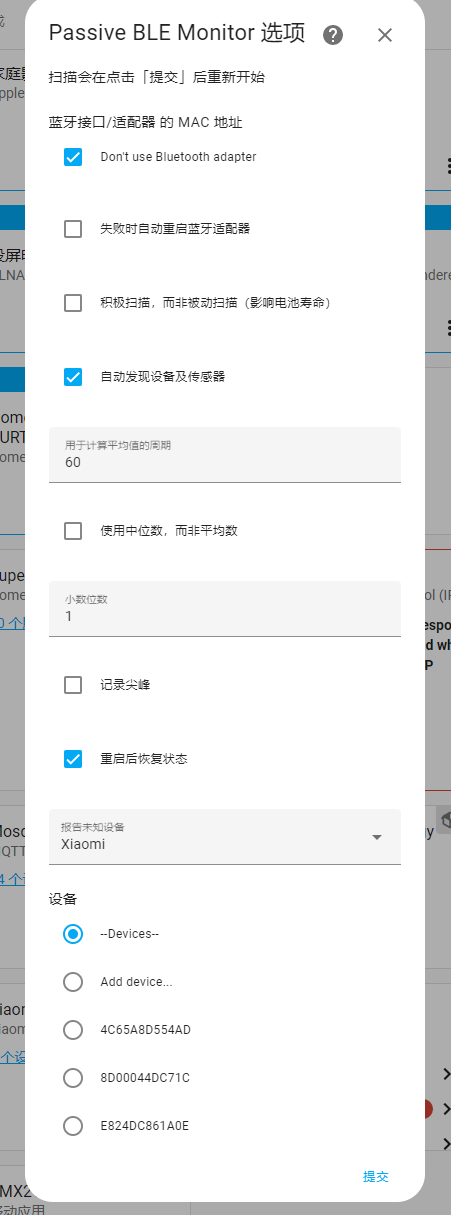 Passive BLE Monitor 选项
扫描会在点击「提交」后重新开始
蓝牙接口/适配器 的 MAC 地址
Don't use Bluetooth adapter
失败时自动重启蓝牙适配器
积极扫描，而非被动扫描（影响电池寿命）
自动发现设备及传感器
用于计算平均值的周期
60
使用中位数，而非平均数
小数位数
1
记录尖峰
重启后恢复状态
报告未知设备
Xiaomi
设备
--Devices--
Add device...
4C65A8D554AD
8D00044DC71C
E824DC861A0E
提交